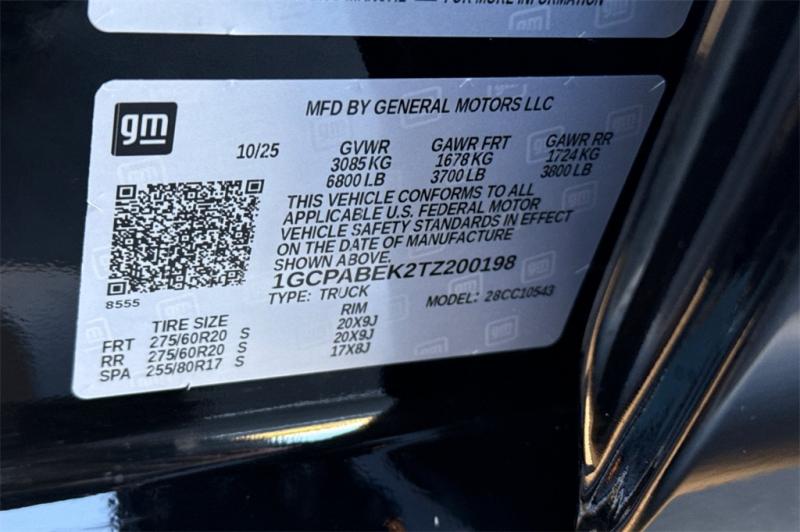 FOR MORE INFORMATION
gm
MFD BY GENERAL MOTORS LLC
10/25 GVWR GAWR FRT GAWR RR
3085 KG 1678 KG 1724 KG
6800 LB 3700 LB 3800 LB
THIS VEHICLE CONFORMS TO ALL
APPLICABLE U.S. FEDERAL MOTOR
VEHICLE SAFETY STANDARDS IN EFFECT
ON THE DATE OF MANUFACTURE
SHOWN ABOVE.
1GCPABEK2TZ200198
8555
TYPE: TRUCK MODEL: 28CC10543
TIRE SIZE RIM
FRT 275/60R20 S 20X9J
RR 275/60R20 S 20X9J
SPA 255/80R17 S 17X8J